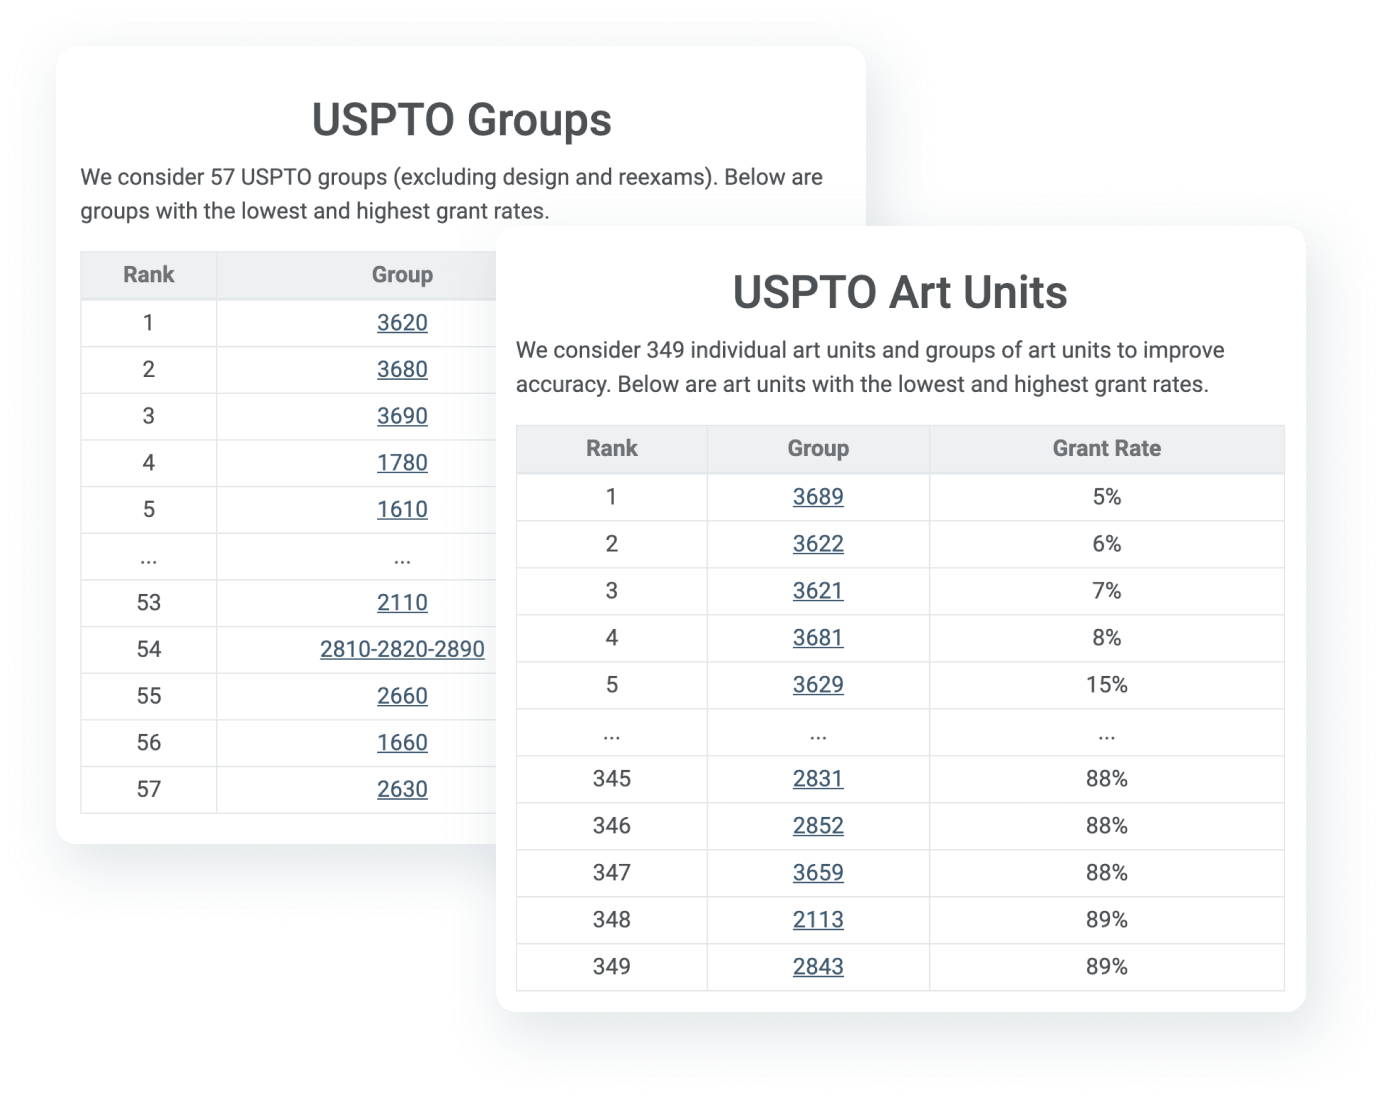 USPTO Groups
We consider 57 USPTO groups (excluding design and reexams). Below are
groups with the lowest and highest grant rates.
Rank Group
1 3620
2 3680
3 3690
4 1780
5 1610
... ...
53 2110
54 2810-2820-2890
55 2660
56 1660
57 2630
USPTO Art Units
We consider 349 individual art units and groups of art units to improve
accuracy. Below are art units with the lowest and highest grant rates.
Rank Group Grant Rate
1 3689 5%
2 3622 6%
3 3621 7%
4 3681 8%
5 3629 15%
... ... ...
345 2831 88%
346 2852 88%
347 3659 88%
348 2113 89%
349 2843 89%